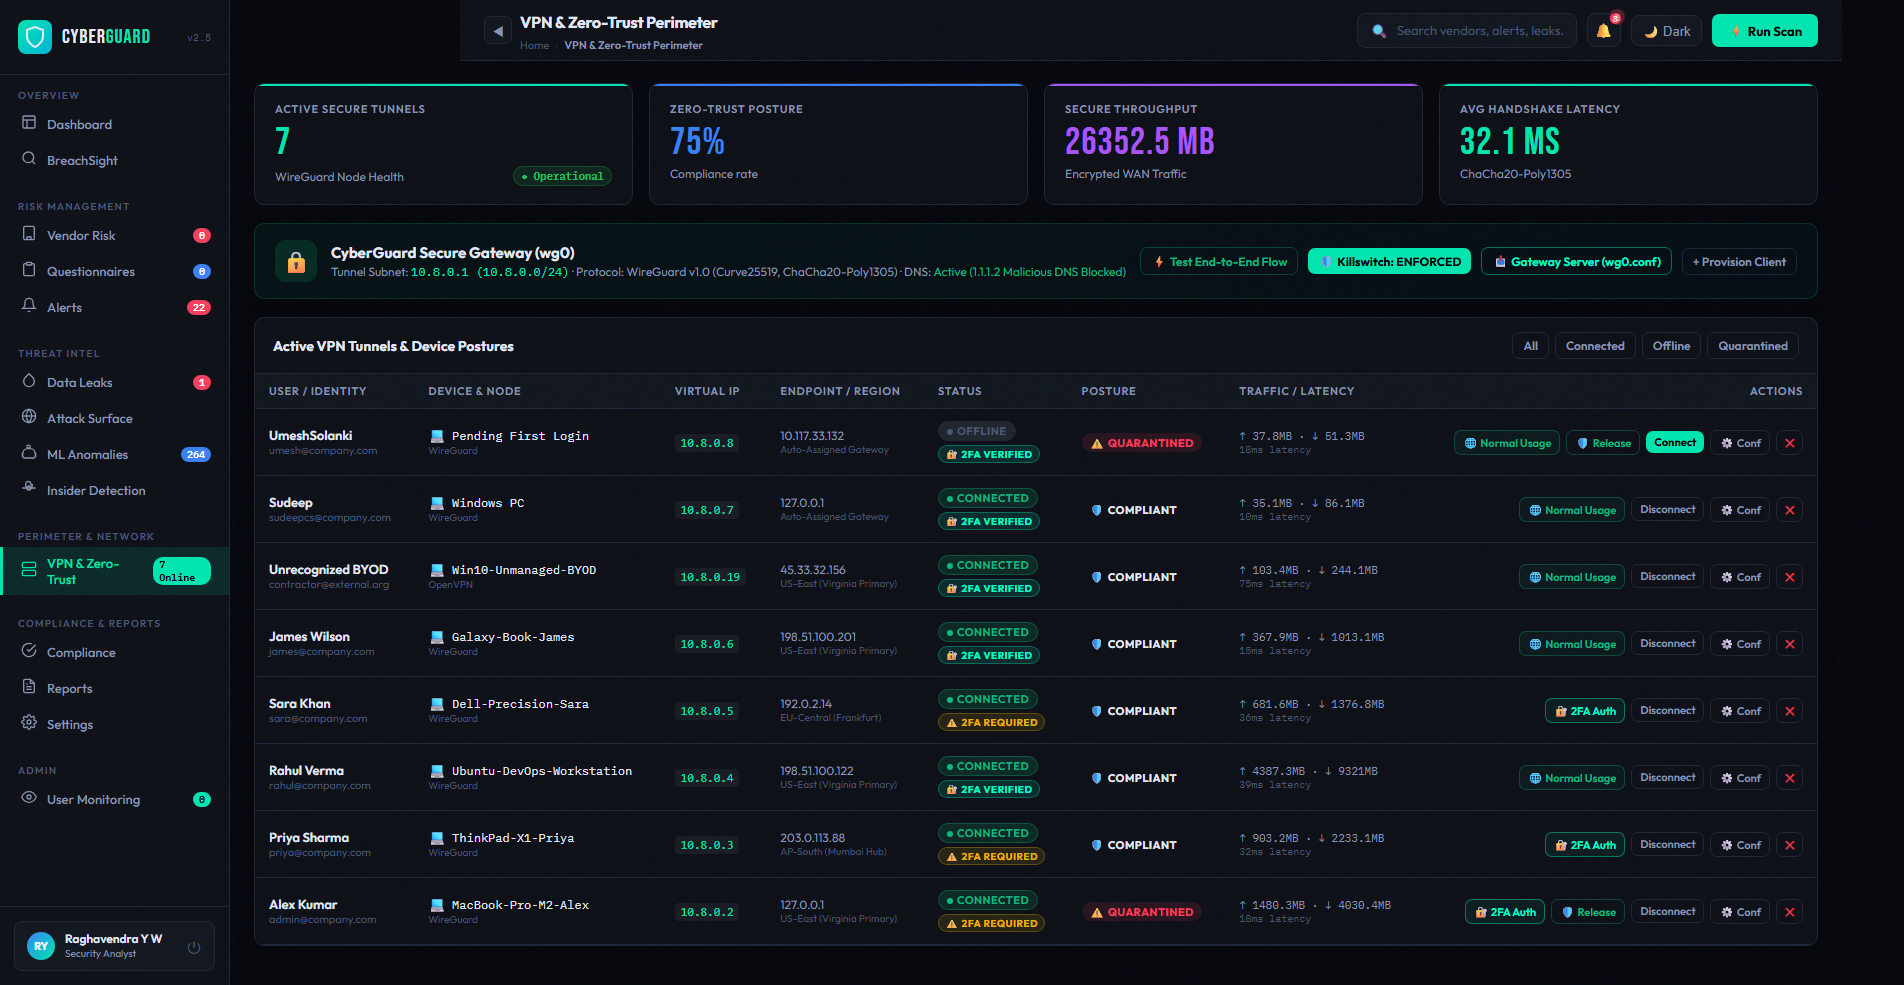 CYBERGUARD v2.5
OVERVIEW
Dashboard
BreachSight
RISK MANAGEMENT
Vendor Risk 0
Questionnaires 0
Alerts 22
THREAT INTEL
Data Leaks 1
Attack Surface
ML Anomalies 264
Insider Detection
PERIMETER & NETWORK
VPN & Zero-Trust 7 Online
COMPLIANCE & REPORTS
Compliance
Reports
Settings
ADMIN
User Monitoring 0
RY Raghavendra Y W
Security Analyst
VPN & Zero-Trust Perimeter
Home VPN & Zero-Trust Perimeter
Search vendors, alerts, leaks.
Dark
Run Scan
ACTIVE SECURE TUNNELS
7
WireGuard Node Health
Operational
ZERO-TRUST POSTURE
75%
Compliance rate
SECURE THROUGHPUT
26352.5 MB
Encrypted WAN Traffic
AVG HANDSHAKE LATENCY
32.1 MS
ChaCha20-Poly1305
CyberGuard Secure Gateway (wg0)
Tunnel Subnet: 10.8.0.1 (10.8.0.0/24) · Protocol: WireGuard v1.0 (Curve25519, ChaCha20-Poly1305) · DNS: Active (1.1.1.2 Malicious DNS Blocked)
Test End-to-End Flow
Killswitch: ENFORCED
Gateway Server (wg0.conf)
+ Provision Client
Active VPN Tunnels & Device Postures
All Connected Offline Quarantined
USER / IDENTITY DEVICE & NODE VIRTUAL IP ENDPOINT / REGION STATUS POSTURE TRAFFIC / LATENCY ACTIONS
UmeshSolanki Pending First Login 10.8.0.8 10.117.33.132 OFFLINE QUARANTINED ↑ 37.8MB · ↓ 51.3MB Normal Usage Release Connect Conf
umesh@company.com WireGuard Auto-Assigned Gateway 2FA VERIFIED 18ms latency
Sudeep Windows PC 10.8.0.7 127.0.0.1 CONNECTED COMPLIANT ↑ 35.1MB · ↓ 86.1MB Normal Usage Disconnect Conf
sudeepcs@company.com WireGuard Auto-Assigned Gateway 2FA VERIFIED 10ms latency
Unrecognized BYOD Win10-Unmanaged-BYOD 10.8.0.19 45.33.32.156 CONNECTED COMPLIANT ↑ 103.4MB · ↓ 244.1MB Normal Usage Disconnect Conf
contractor@external.org OpenVPN US-East (Virginia Primary) 2FA VERIFIED 75ms latency
James Wilson Galaxy-Book-James 10.8.0.6 198.51.100.201 CONNECTED COMPLIANT ↑ 367.9MB · ↓ 1013.1MB Normal Usage Disconnect Conf
james@company.com WireGuard US-East (Virginia Primary) 2FA VERIFIED 15ms latency
Sara Khan Dell-Precision-Sara 10.8.0.5 192.0.2.14 CONNECTED COMPLIANT ↑ 681.6MB · ↓ 1376.8MB 2FA Auth Disconnect Conf
sara@company.com WireGuard EU-Central (Frankfurt) 2FA REQUIRED 36ms latency
Rahul Verma Ubuntu-DevOps-Workstation 10.8.0.4 198.51.100.122 CONNECTED COMPLIANT ↑ 4387.3MB · ↓ 9321MB Normal Usage Disconnect Conf
rahul@company.com WireGuard US-East (Virginia Primary) 2FA VERIFIED 39ms latency
Priya Sharma ThinkPad-X1-Priya 10.8.0.3 203.0.113.88 CONNECTED COMPLIANT ↑ 903.2MB · ↓ 2233.1MB 2FA Auth Disconnect Conf
priya@company.com WireGuard AP-South (Mumbai Hub) 2FA REQUIRED 32ms latency
Alex Kumar MacBook-Pro-M2-Alex 10.8.0.2 127.0.0.1 CONNECTED QUARANTINED ↑ 1480.3MB · ↓ 4030.4MB 2FA Auth Release Disconnect Conf
admin@company.com WireGuard US-East (Virginia Primary) 2FA REQUIRED 18ms latency